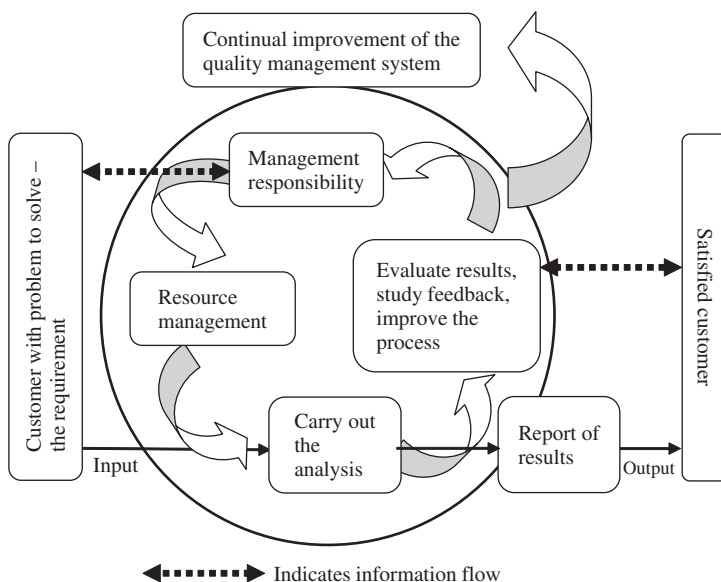 Continual improvement of the
quality management system
Customer with problem to solve –
the requirement
Management
responsibility
Resource
management
Evaluate results,
study feedback,
improve the
process
Satisfied customer
Carry out
the
analysis
Report of
results
Input
Output
Indicates information flow